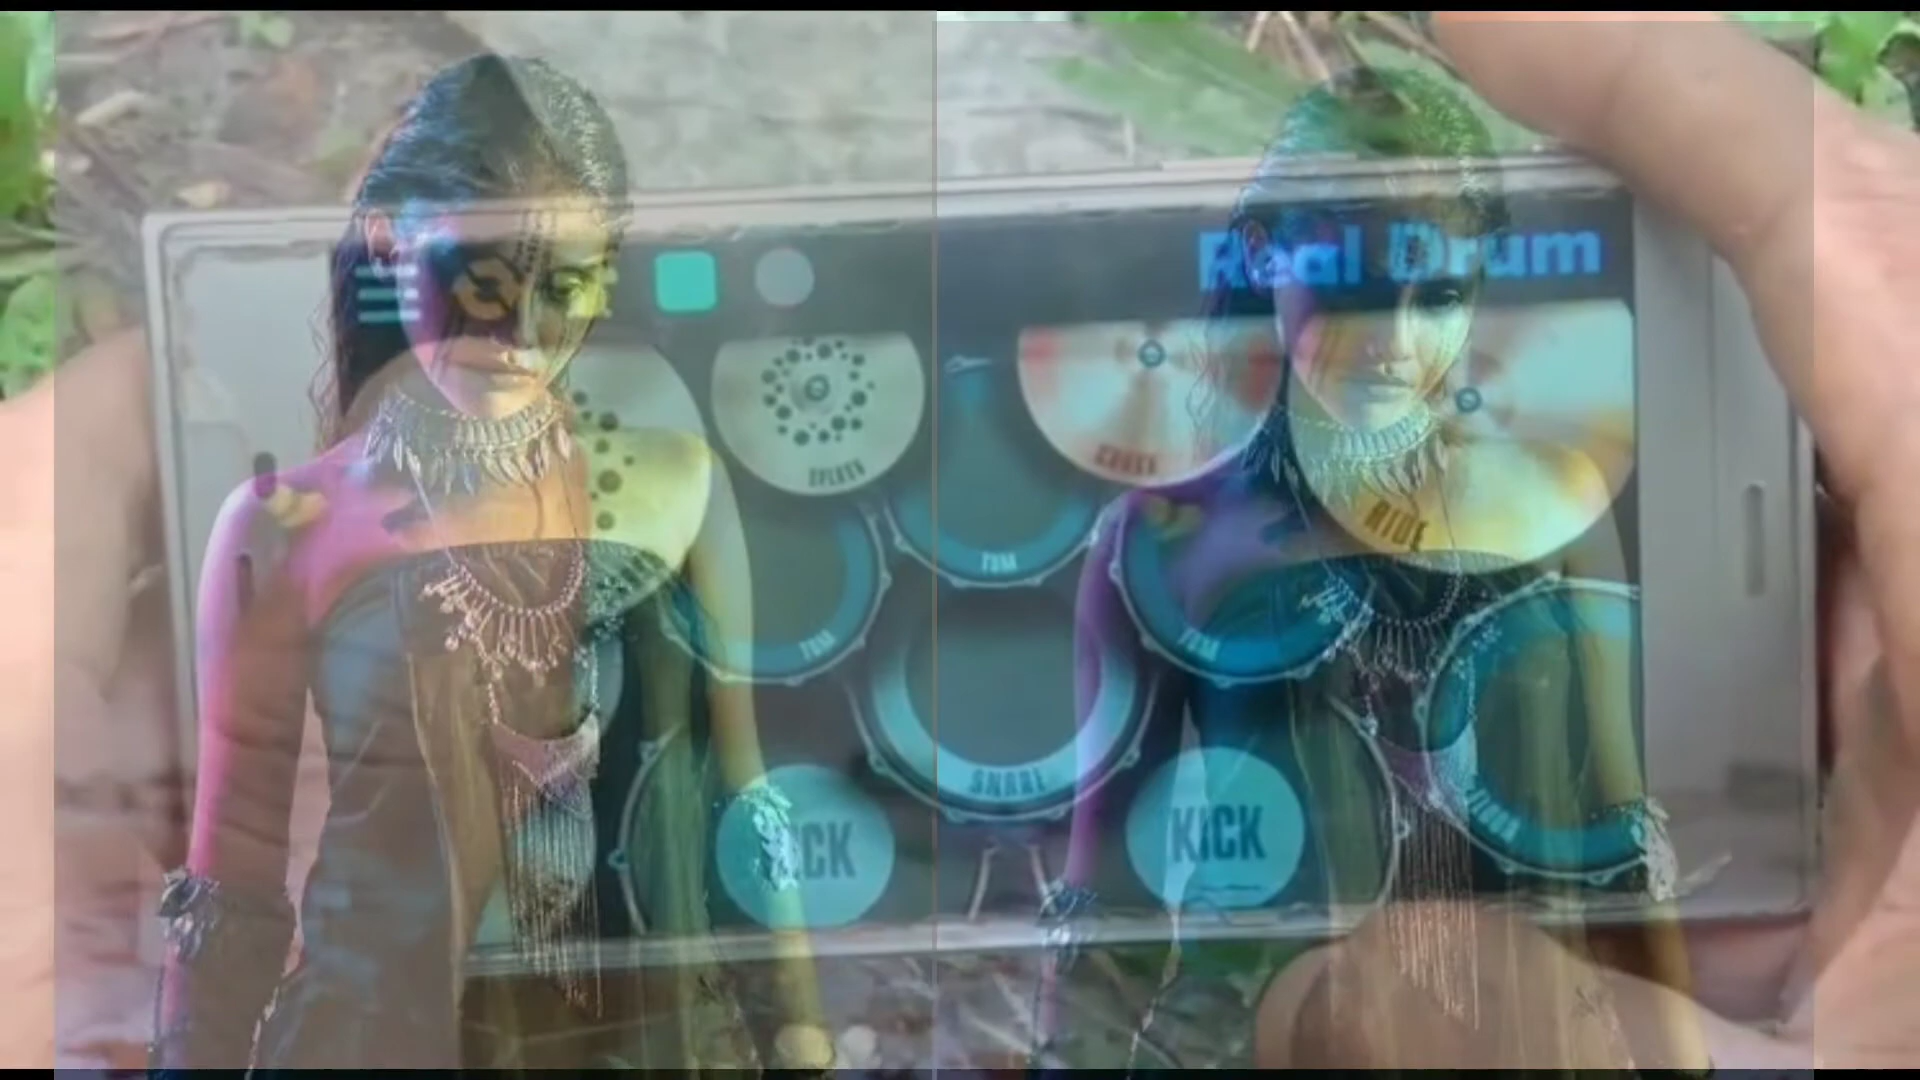 Real Drum
SPLASH
CRASH
RIDE
TOM
TOM
TOM
SNARE
KICK
KICK
FLOOR